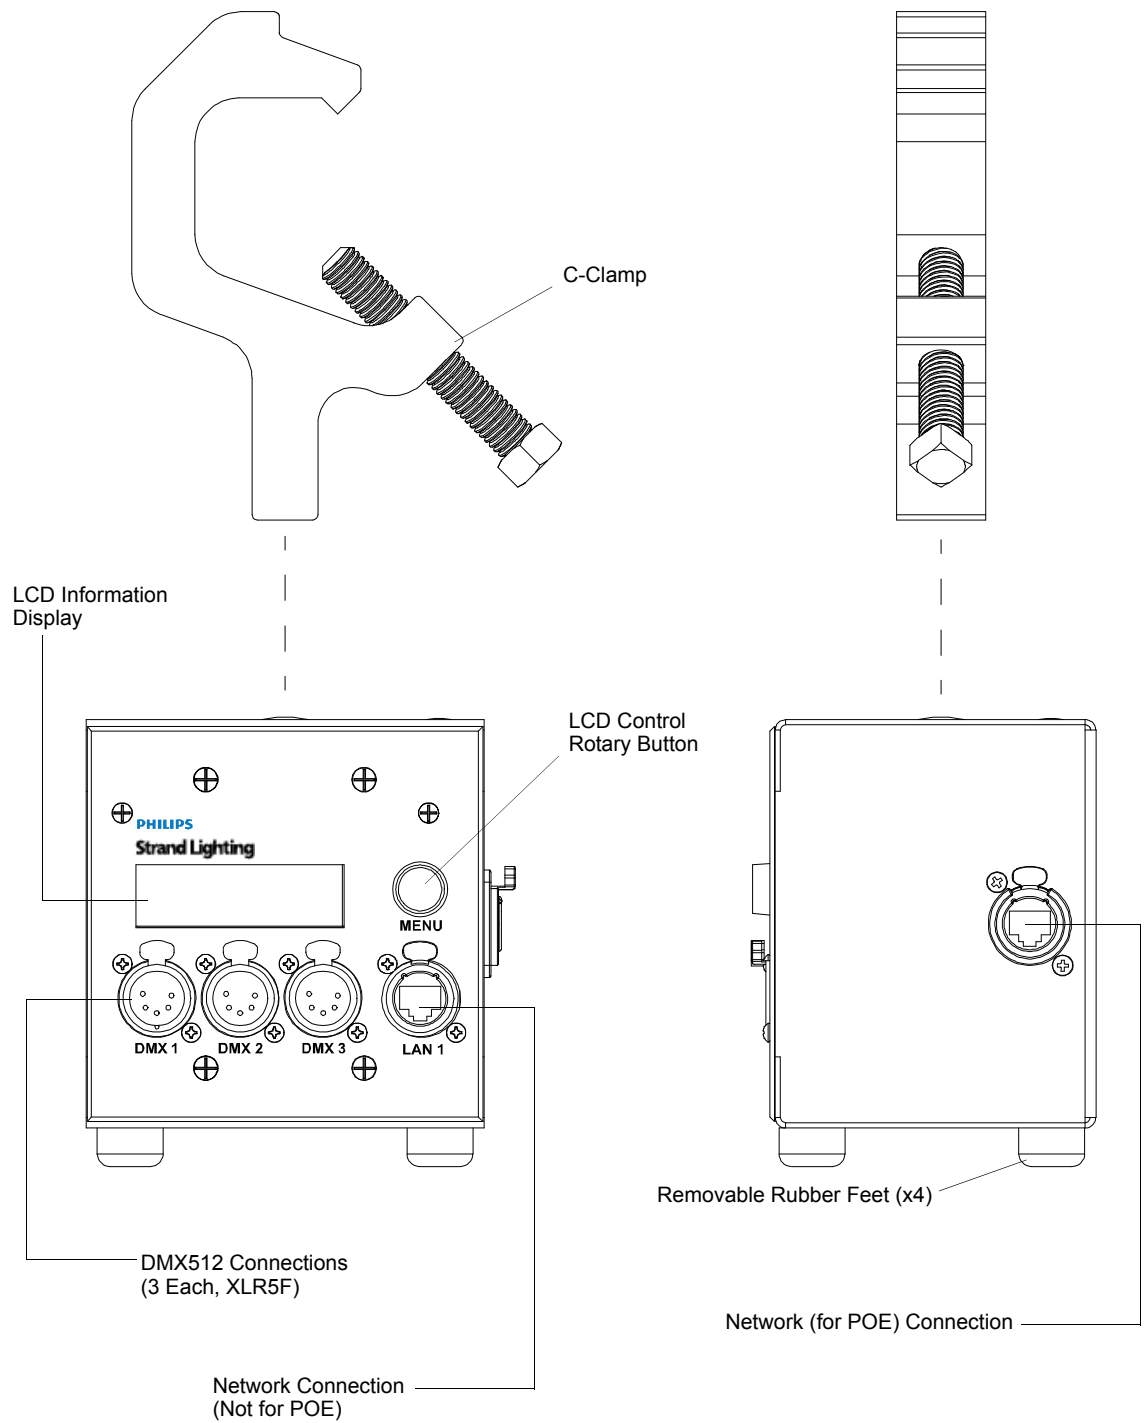 C-Clamp
LCD Information
Display
LCD Control
Rotary Button
PHILIPS
Strand Lighting
MENU
DMX 1
DMX 2
DMX 3
LAN 1
Removable Rubber Feet (x4)
DMX512 Connections
(3 Each, XLR5F)
Network (for POE) Connection
Network Connection
(Not for POE)